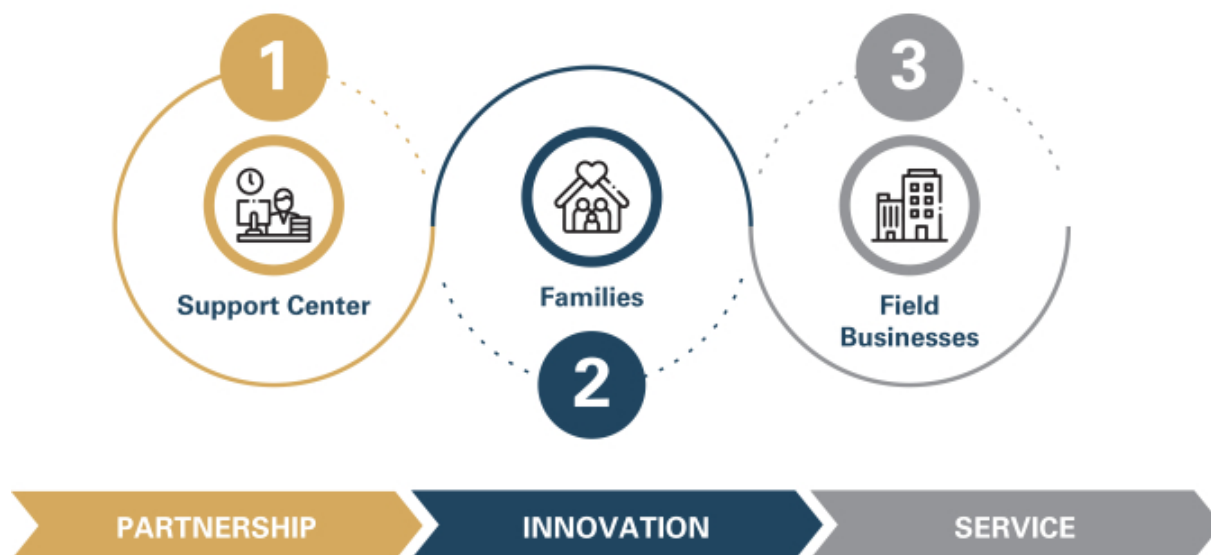 1
Support Center
Families
2
3
Field
Businesses
PARTNERSHIP
INNOVATION
SERVICE